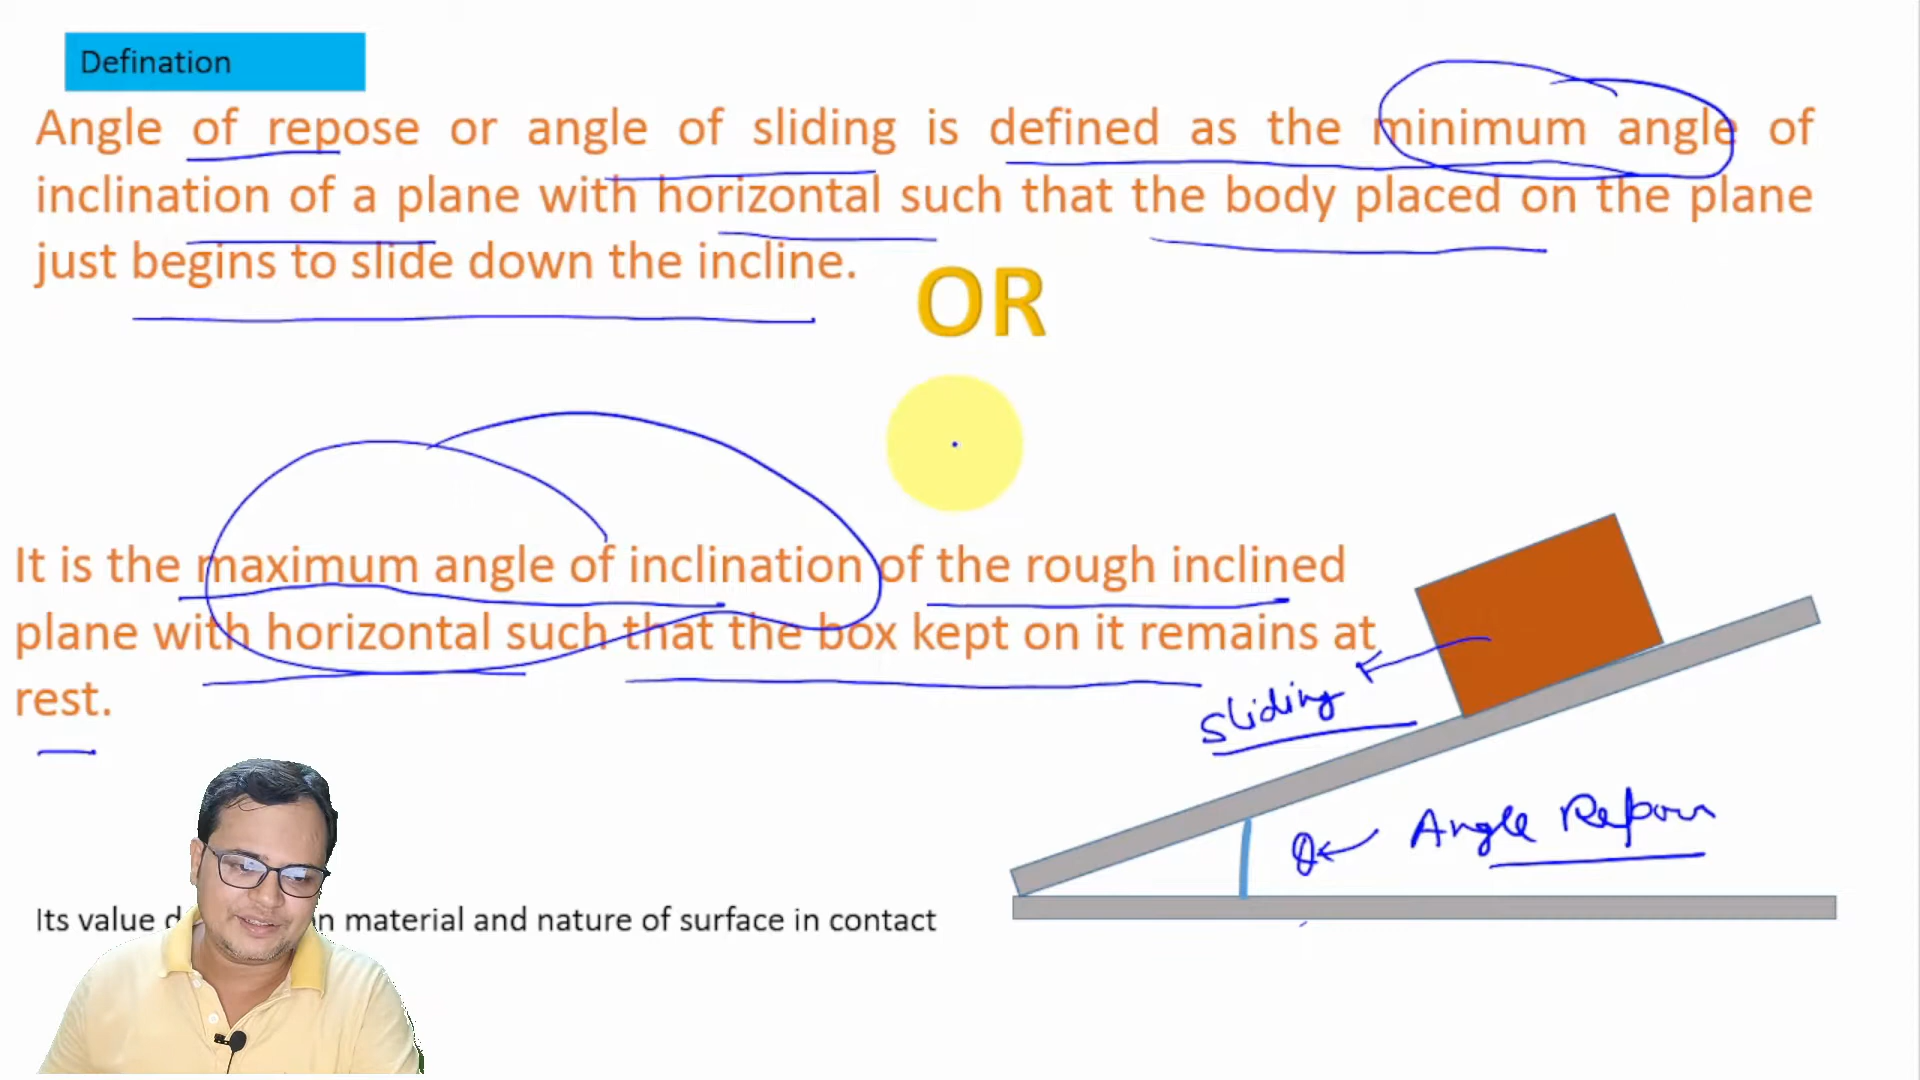 Defination
Angle of repose or angle of sliding is defined as the minimum angle of
inclination of a plane with horizontal such that the body placed on the plane
just begins to slide down the incline.
OR
It is the maximum angle of inclination of the rough inclined
plane with horizontal such that the box kept on it remains at
rest.
Sliding
θ
Angle
Its value material and nature of surface in contact